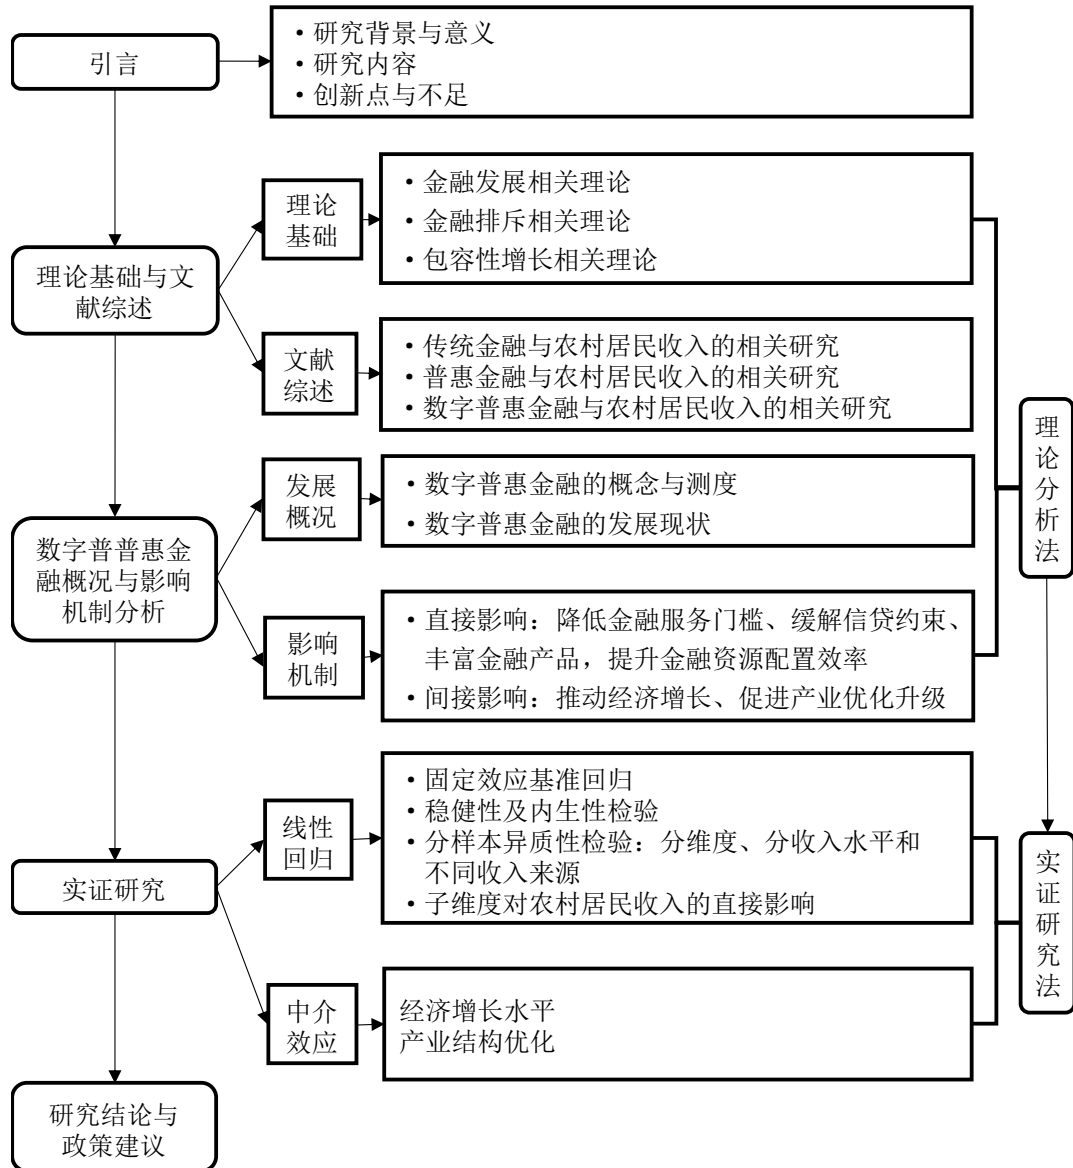 引言
・研究背景与意义
・研究内容
・创新点与不足
理论基础与文
献综述
理论
基础
・金融发展相关理论
・金融排斥相关理论
・包容性增长相关理论
文献
综述
・传统金融与农村居民收入的相关研究
・普惠金融与农村居民收入的相关研究
・数字普惠金融与农村居民收入的相关研究
数字普普惠金
融概况与影响
机制分析
发展
概况
・数字普惠金融的概念与测度
・数字普惠金融的发展现状
影响
机制
・直接影响：降低金融服务门槛、缓解信贷约束、
丰富金融产品，提升金融资源配置效率
・间接影响：推动经济增长、促进产业优化升级
理
论
分
析
法
实证研究
线性
回归
・固定效应基准回归
・稳健性及内生性检验
・分样本异质性检验：分维度、分收入水平和
不同收入来源
・子维度对农村居民收入的直接影响
中介
效应
经济增长水平
产业结构优化
实
证
研
究
法
研究结论与
政策建议